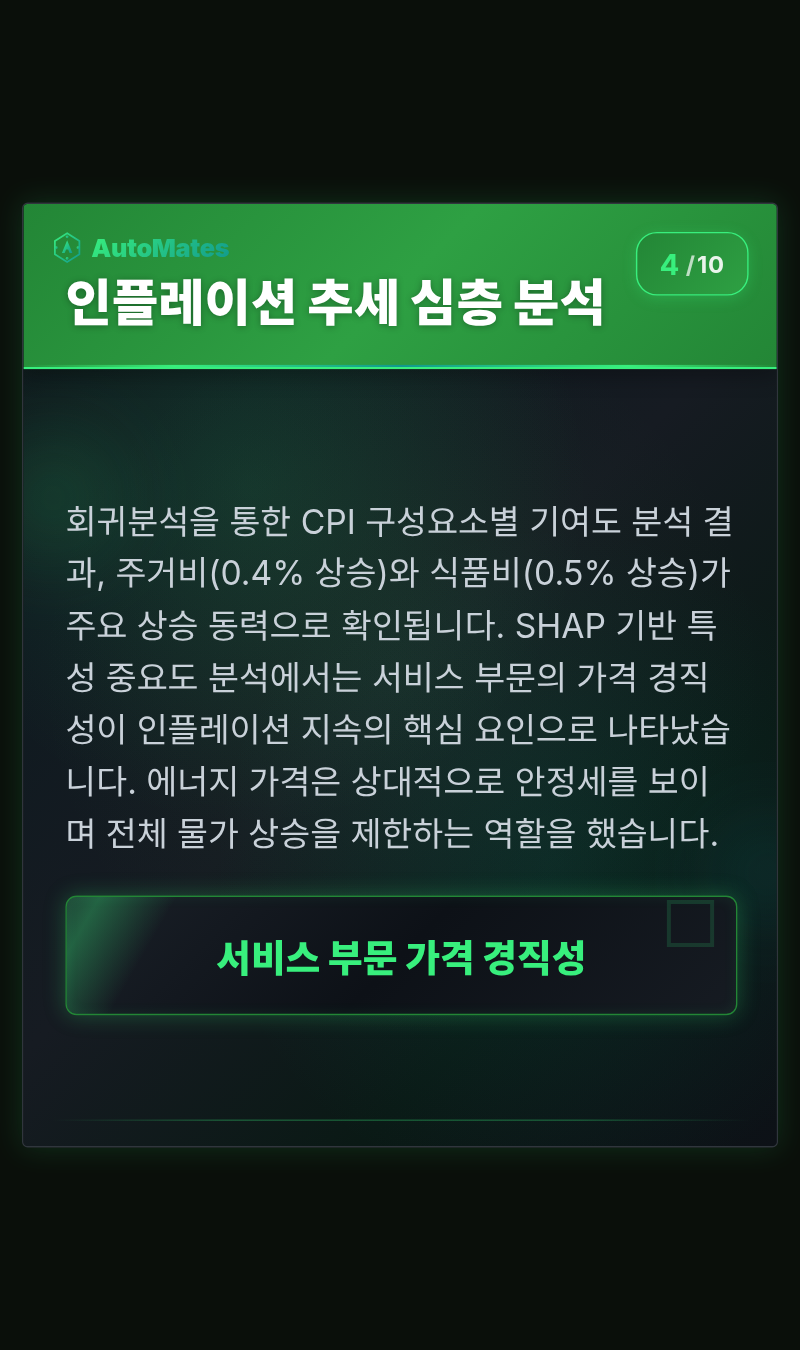 AutoMates
4 /10
인플레이션 추세 심층 분석
회귀분석을 통한 CPI 구성요소별 기여도 분석 결
과, 주거비(0.4% 상승)와 식품비(0.5% 상승)가
주요 상승 동력으로 확인됩니다. SHAP 기반 특
성 중요도 분석에서는 서비스 부문의 가격 경직
성이 인플레이션 지속의 핵심 요인으로 나타났습
니다. 에너지 가격은 상대적으로 안정세를 보이
며 전체 물가 상승을 제한하는 역할을 했습니다.
서비스 부문 가격 경직성